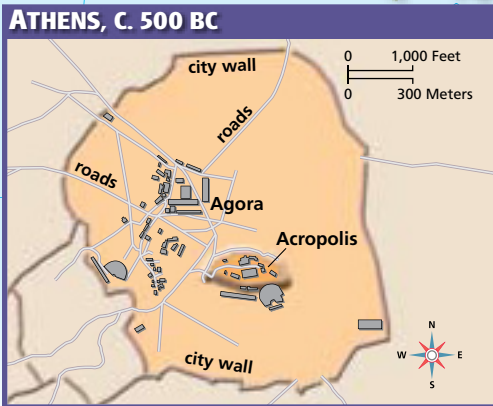 ATHENS, C. 500 BC
city wall
0 1,000 Feet
0 300 Meters
roads
roads
Agora
Acropolis
city wall
N
W E
S